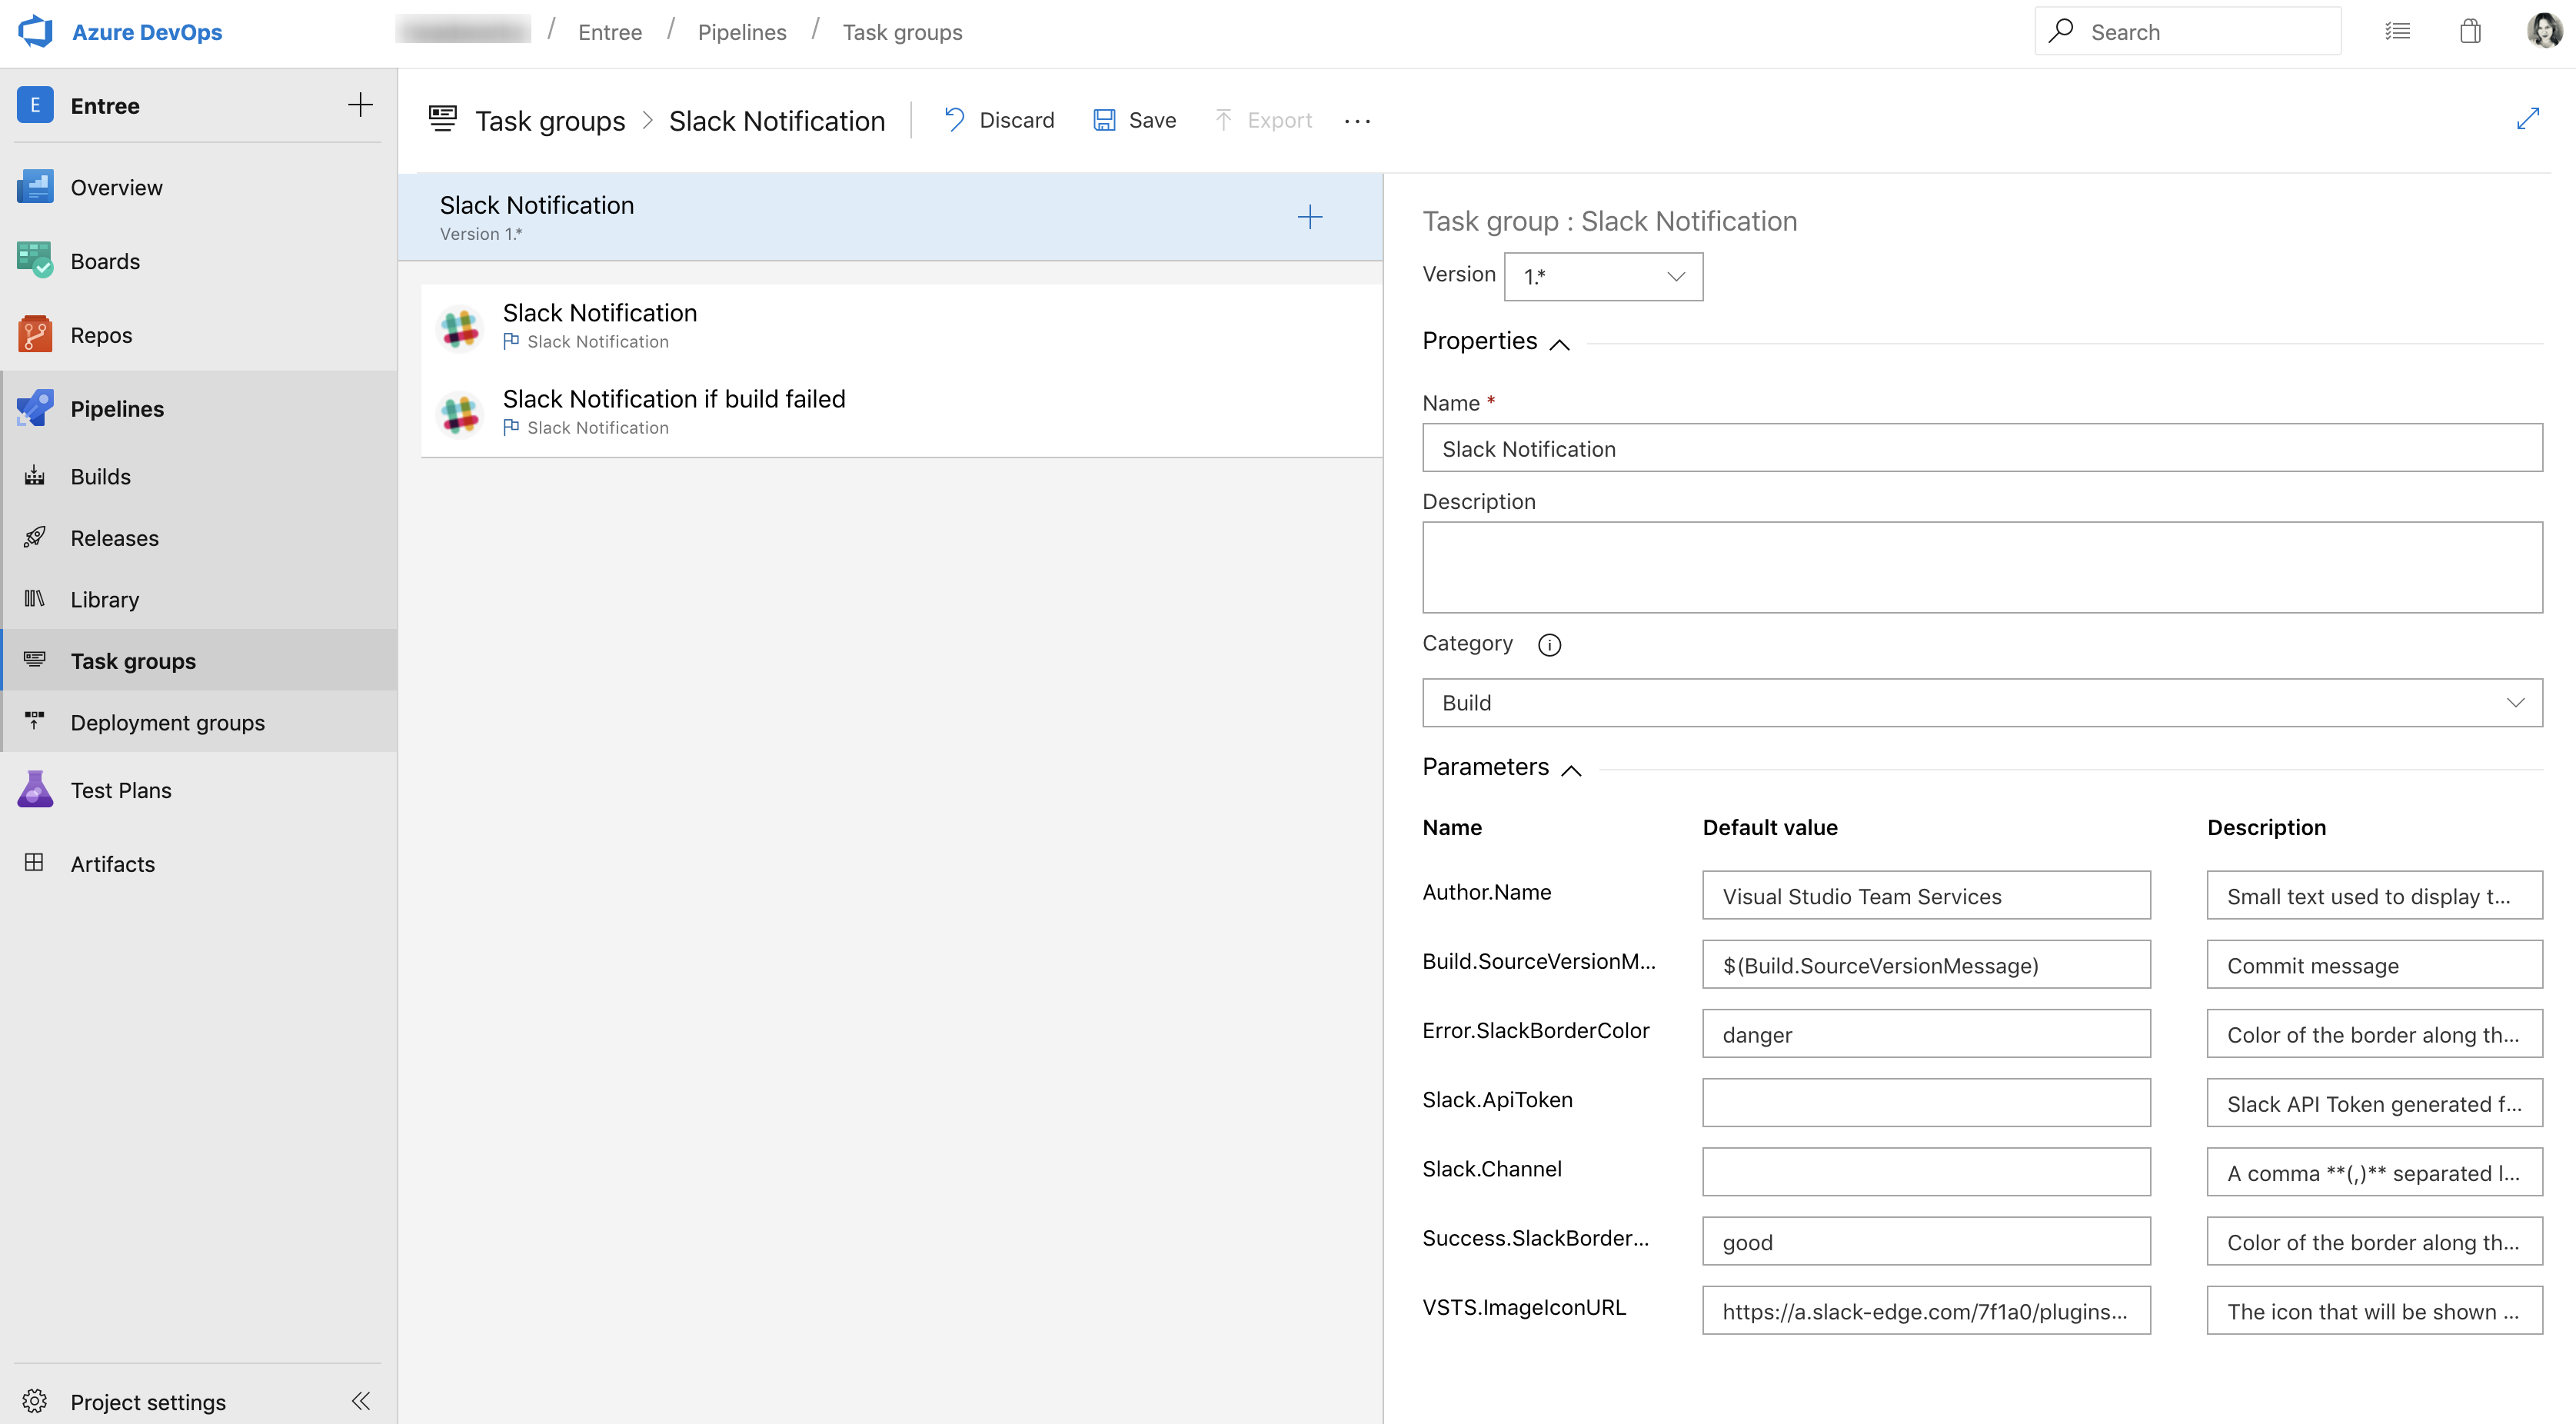 Azure DevOps
/ Entree / Pipelines / Task groups
Search
E Entree
Overview
Boards
Repos
Pipelines
Builds
Releases
Library
Task groups
Deployment groups
Test Plans
Artifacts
Project settings
Task groups > Slack Notification
Discard
Save
Export
...
Slack Notification
Version 1.*
Slack Notification
Slack Notification
Slack Notification if build failed
Slack Notification
Task group : Slack Notification
Version 1.*
Properties
Name *
Slack Notification
Description
Category
Build
Parameters
Name Default value Description
Author.Name Visual Studio Team Services Small text used to display t...
Build.SourceVersionM... $(Build.SourceVersionMessage) Commit message
Error.SlackBorderColor danger Color of the border along th...
Slack.ApiToken Slack API Token generated f...
Slack.Channel A comma **(,)** separated l...
Success.SlackBorder... good Color of the border along th...
VSTS.ImageIconURL https://a.slack-edge.com/7f1a0/plugins... The icon that will be shown ...